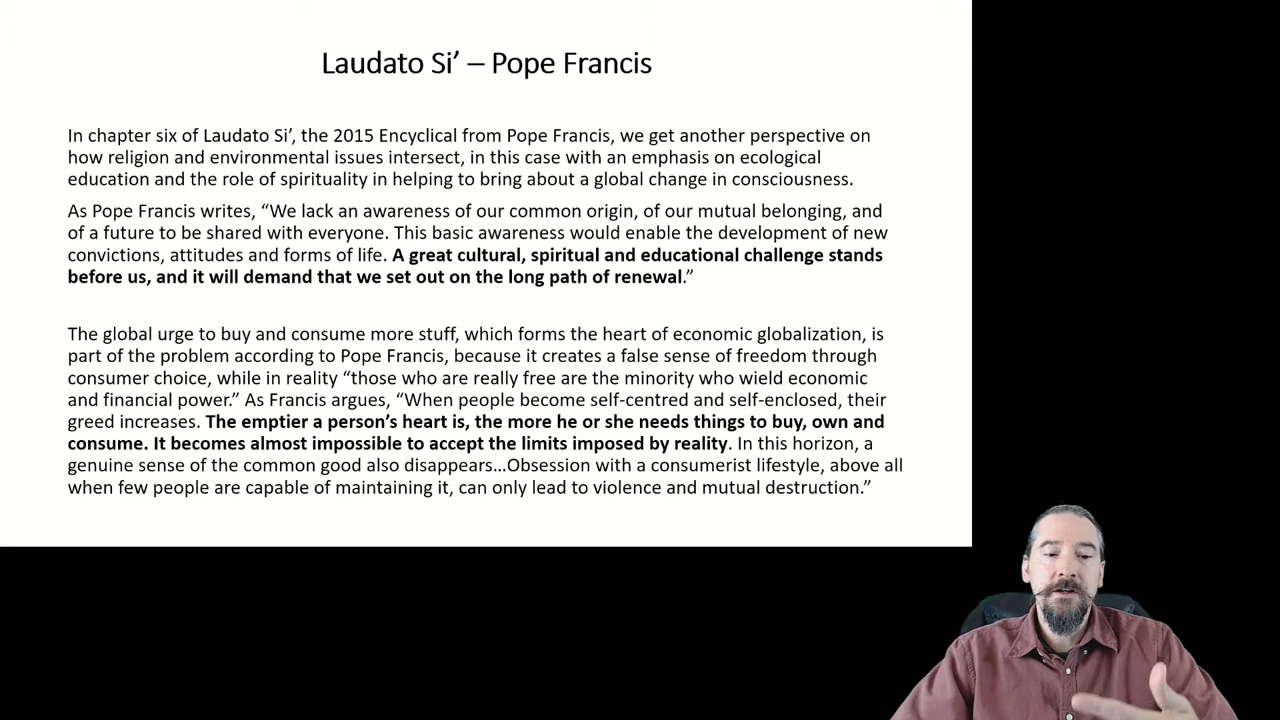 Laudato Si’ – Pope Francis
In chapter six of Laudato Si’, the 2015 Encyclical from Pope Francis, we get another perspective on
how religion and environmental issues intersect, in this case with an emphasis on ecological
education and the role of spirituality in helping to bring about a global change in consciousness.
As Pope Francis writes, “We lack an awareness of our common origin, of our mutual belonging, and
of a future to be shared with everyone. This basic awareness would enable the development of new
convictions, attitudes and forms of life. A great cultural, spiritual and educational challenge stands
before us, and it will demand that we set out on the long path of renewal.”
The global urge to buy and consume more stuff, which forms the heart of economic globalization, is
part of the problem according to Pope Francis, because it creates a false sense of freedom through
consumer choice, while in reality “those who are really free are the minority who wield economic
and financial power.” As Francis argues, “When people become self-centred and self-enclosed, their
greed increases. The emptier a person’s heart is, the more he or she needs things to buy, own and
consume. It becomes almost impossible to accept the limits imposed by reality. In this horizon, a
genuine sense of the common good also disappears…Obsession with a consumerist lifestyle, above all
when few people are capable of maintaining it, can only lead to violence and mutual destruction.”